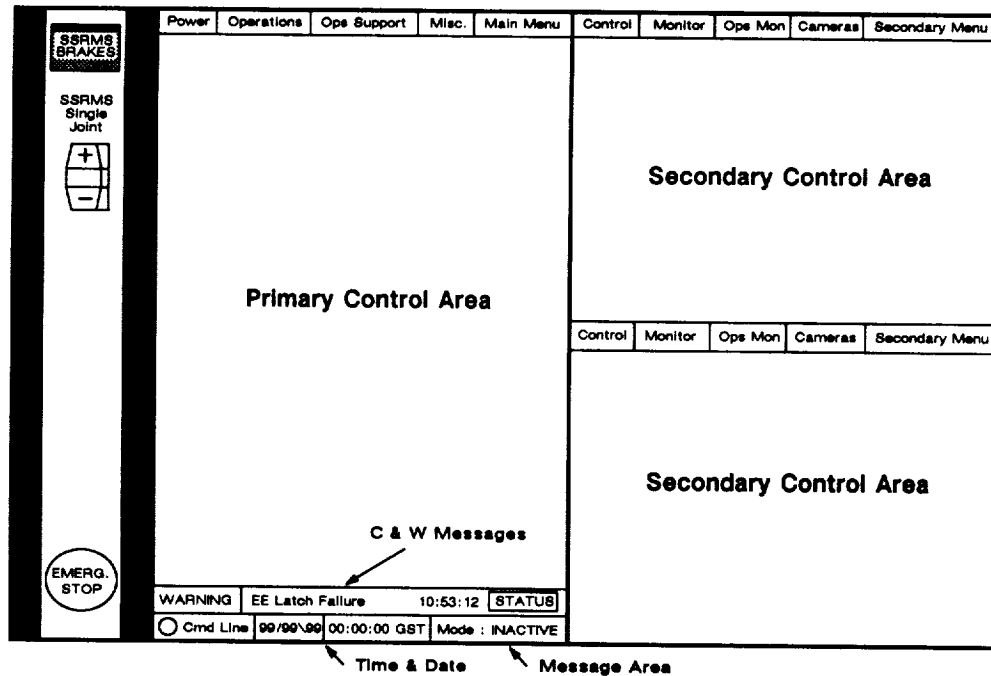 SSRMS
BRAKES
SSRMS
Single
Joint
+
−
EMERG.
STOP
Power Operations Ops Support Misc. Main Menu
Primary Control Area
C & W Messages
WARNING EE Latch Failure 10:53:12 STATUS
Cmd Line 99/99\99 00:00:00 GST Mode : INACTIVE
Time & Date Message Area
Control Monitor Ops Mon Cameras Secondary Menu
Secondary Control Area
Control Monitor Ops Mon Cameras Secondary Menu
Secondary Control Area